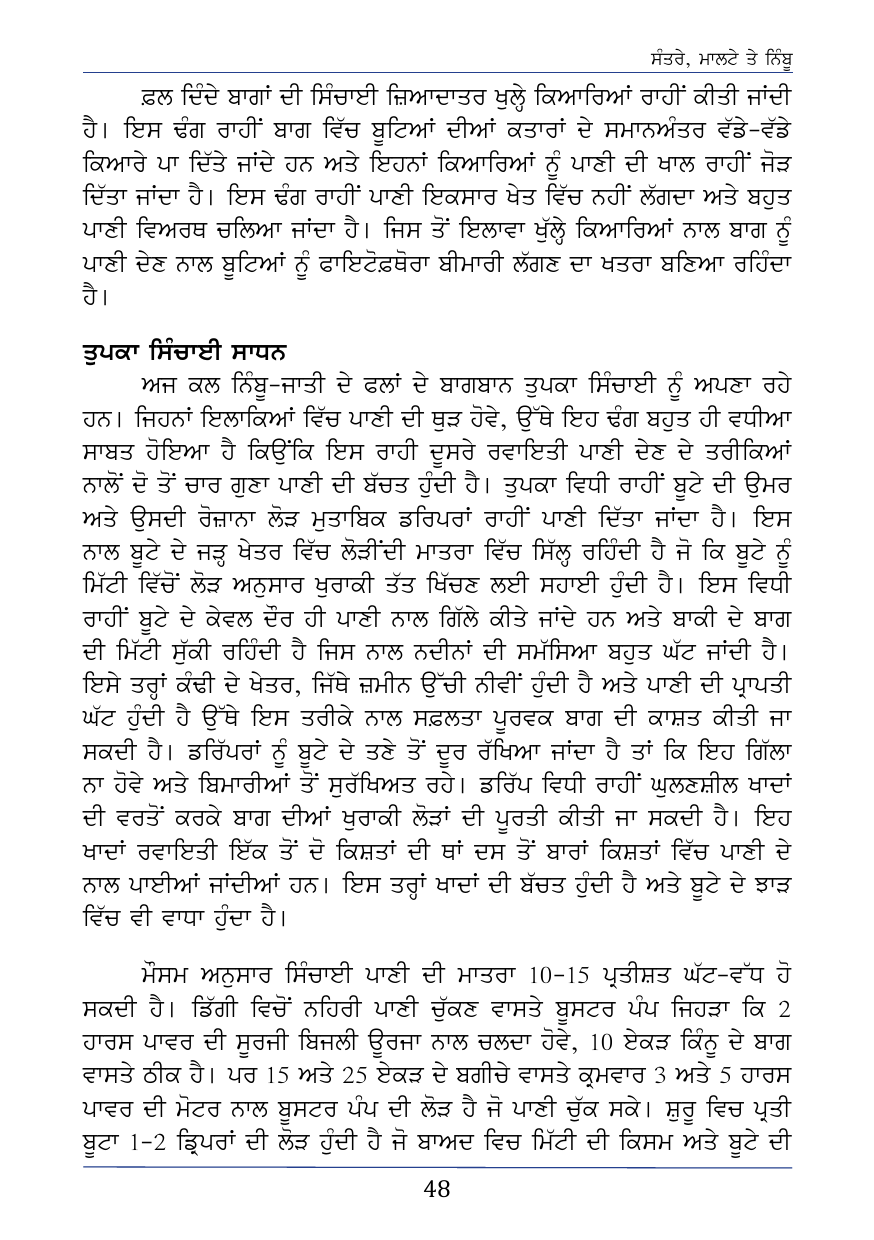 ਸੰਤਰੇ, ਮਾਲਟੇ ਤੇ ਨਿੰਬੂ
ਫ਼ਲ ਦਿੰਦੇ ਬਾਗਾਂ ਦੀ ਸਿੰਚਾਈ ਜ਼ਿਆਦਾਤਰ ਖੁਲ੍ਹੇ ਕਿਆਰਿਆਂ ਰਾਹੀਂ ਕੀਤੀ ਜਾਂਦੀ
ਹੈ। ਇਸ ਢੰਗ ਰਾਹੀਂ ਬਾਗ ਵਿੱਚ ਬੂਟਿਆਂ ਦੀਆਂ ਕਤਾਰਾਂ ਦੇ ਸਮਾਨਅੰਤਰ ਵੱਡੇ-ਵੱਡੇ
ਕਿਆਰੇ ਪਾ ਦਿੱਤੇ ਜਾਂਦੇ ਹਨ ਅਤੇ ਇਹਨਾਂ ਕਿਆਰਿਆਂ ਨੂੰ ਪਾਣੀ ਦੀ ਖਾਲ ਰਾਹੀਂ ਜੋੜ
ਦਿੱਤਾ ਜਾਂਦਾ ਹੈ। ਇਸ ਢੰਗ ਰਾਹੀਂ ਪਾਣੀ ਇਕਸਾਰ ਖੇਤ ਵਿੱਚ ਨਹੀਂ ਲੱਗਦਾ ਅਤੇ ਬਹੁਤ
ਪਾਣੀ ਵਿਅਰਥ ਚਲਿਆ ਜਾਂਦਾ ਹੈ। ਜਿਸ ਤੋਂ ਇਲਾਵਾ ਖੁੱਲ੍ਹੇ ਕਿਆਰਿਆਂ ਨਾਲ ਬਾਗ ਨੂੰ
ਪਾਣੀ ਦੇਣ ਨਾਲ ਬੂਟਿਆਂ ਨੂੰ ਫਾਇਟੋਫ਼ਥੋਰਾ ਬੀਮਾਰੀ ਲੱਗਣ ਦਾ ਖਤਰਾ ਬਣਿਆ ਰਹਿੰਦਾ
ਹੈ।
ਤੁਪਕਾ ਸਿੰਚਾਈ ਸਾਧਨ
ਅਜ ਕਲ ਨਿੰਬੂ-ਜਾਤੀ ਦੇ ਫਲਾਂ ਦੇ ਬਾਗਬਾਨ ਤੁਪਕਾ ਸਿੰਚਾਈ ਨੂੰ ਅਪਣਾ ਰਹੇ
ਹਨ। ਜਿਹਨਾਂ ਇਲਾਕਿਆਂ ਵਿੱਚ ਪਾਣੀ ਦੀ ਥੁੜ ਹੋਵੇ, ਉੱਥੇ ਇਹ ਢੰਗ ਬਹੁਤ ਹੀ ਵਧੀਆ
ਸਾਬਤ ਹੋਇਆ ਹੈ ਕਿਉਂਕਿ ਇਸ ਰਾਹੀ ਦੂਸਰੇ ਰਵਾਇਤੀ ਪਾਣੀ ਦੇਣ ਦੇ ਤਰੀਕਿਆਂ
ਨਾਲੋਂ ਦੋ ਤੋਂ ਚਾਰ ਗੁਣਾ ਪਾਣੀ ਦੀ ਬੱਚਤ ਹੁੰਦੀ ਹੈ। ਤੁਪਕਾ ਵਿਧੀ ਰਾਹੀਂ ਬੂਟੇ ਦੀ ਉਮਰ
ਅਤੇ ਉਸਦੀ ਰੋਜ਼ਾਨਾ ਲੋੜ ਮੁਤਾਬਿਕ ਡਰਿਪਰਾਂ ਰਾਹੀਂ ਪਾਣੀ ਦਿੱਤਾ ਜਾਂਦਾ ਹੈ। ਇਸ
ਨਾਲ ਬੂਟੇ ਦੇ ਜੜ੍ਹ ਖੇਤਰ ਵਿੱਚ ਲੋੜੀਂਦੀ ਮਾਤਰਾ ਵਿੱਚ ਸਿੱਲ੍ਹ ਰਹਿੰਦੀ ਹੈ ਜੋ ਕਿ ਬੂਟੇ ਨੂੰ
ਮਿੱਟੀ ਵਿੱਚੋਂ ਲੋੜ ਅਨੁਸਾਰ ਖੁਰਾਕੀ ਤੱਤ ਖਿੱਚਣ ਲਈ ਸਹਾਈ ਹੁੰਦੀ ਹੈ। ਇਸ ਵਿਧੀ
ਰਾਹੀਂ ਬੂਟੇ ਦੇ ਕੇਵਲ ਦੌਰ ਹੀ ਪਾਣੀ ਨਾਲ ਗਿੱਲੇ ਕੀਤੇ ਜਾਂਦੇ ਹਨ ਅਤੇ ਬਾਕੀ ਦੇ ਬਾਗ
ਦੀ ਮਿੱਟੀ ਸੁੱਕੀ ਰਹਿੰਦੀ ਹੈ ਜਿਸ ਨਾਲ ਨਦੀਨਾਂ ਦੀ ਸਮੱਸਿਆ ਬਹੁਤ ਘੱਟ ਜਾਂਦੀ ਹੈ।
ਇਸੇ ਤਰ੍ਹਾਂ ਕੰਢੀ ਦੇ ਖੇਤਰ, ਜਿੱਥੇ ਜ਼ਮੀਨ ਉੱਚੀ ਨੀਵੀਂ ਹੁੰਦੀ ਹੈ ਅਤੇ ਪਾਣੀ ਦੀ ਪ੍ਰਾਪਤੀ
ਘੱਟ ਹੁੰਦੀ ਹੈ ਉੱਥੇ ਇਸ ਤਰੀਕੇ ਨਾਲ ਸਫ਼ਲਤਾ ਪੂਰਵਕ ਬਾਗ ਦੀ ਕਾਸ਼ਤ ਕੀਤੀ ਜਾ
ਸਕਦੀ ਹੈ। ਡਰਿੱਪਰਾਂ ਨੂੰ ਬੂਟੇ ਦੇ ਤਣੇ ਤੋਂ ਦੂਰ ਰੱਖਿਆ ਜਾਂਦਾ ਹੈ ਤਾਂ ਕਿ ਇਹ ਗਿੱਲਾ
ਨਾ ਹੋਵੇ ਅਤੇ ਬਿਮਾਰੀਆਂ ਤੋਂ ਸੁਰੱਖਿਅਤ ਰਹੇ। ਡਰਿੱਪ ਵਿਧੀ ਰਾਹੀਂ ਘੁਲਣਸ਼ੀਲ ਖਾਦਾਂ
ਦੀ ਵਰਤੋਂ ਕਰਕੇ ਬਾਗ ਦੀਆਂ ਖੁਰਾਕੀ ਲੋੜਾਂ ਦੀ ਪੂਰਤੀ ਕੀਤੀ ਜਾ ਸਕਦੀ ਹੈ। ਇਹ
ਖਾਦਾਂ ਰਵਾਇਤੀ ਇੱਕ ਤੋਂ ਦੋ ਕਿਸ਼ਤਾਂ ਦੀ ਥਾਂ ਦਸ ਤੋਂ ਬਾਰਾਂ ਕਿਸ਼ਤਾਂ ਵਿੱਚ ਪਾਣੀ ਦੇ
ਨਾਲ ਪਾਈਆਂ ਜਾਂਦੀਆਂ ਹਨ। ਇਸ ਤਰ੍ਹਾਂ ਖਾਦਾਂ ਦੀ ਬੱਚਤ ਹੁੰਦੀ ਹੈ ਅਤੇ ਬੂਟੇ ਦੇ ਝਾੜ
ਵਿੱਚ ਵੀ ਵਾਧਾ ਹੁੰਦਾ ਹੈ।
ਮੌਸਮ ਅਨੁਸਾਰ ਸਿੰਚਾਈ ਪਾਣੀ ਦੀ ਮਾਤਰਾ 10-15 ਪ੍ਰਤੀਸ਼ਤ ਘੱਟ-ਵੱਧ ਹੋ
ਸਕਦੀ ਹੈ। ਡਿੱਗੀ ਵਿਚੋਂ ਨਹਿਰੀ ਪਾਣੀ ਚੁੱਕਣ ਵਾਸਤੇ ਬੂਸਟਰ ਪੰਪ ਜਿਹੜਾ ਕਿ 2
ਹਾਰਸ ਪਾਵਰ ਦੀ ਸੂਰਜੀ ਬਿਜਲੀ ਊਰਜਾ ਨਾਲ ਚਲਦਾ ਹੋਵੇ, 10 ਏਕੜ ਕਿੰਨੂ ਦੇ ਬਾਗ
ਵਾਸਤੇ ਠੀਕ ਹੈ। ਪਰ 15 ਅਤੇ 25 ਏਕੜ ਦੇ ਬਗੀਚੇ ਵਾਸਤੇ ਕ੍ਰਮਵਾਰ 3 ਅਤੇ 5 ਹਾਰਸ
ਪਾਵਰ ਦੀ ਮੋਟਰ ਨਾਲ ਬੂਸਟਰ ਪੰਪ ਦੀ ਲੋੜ ਹੈ ਜੋ ਪਾਣੀ ਚੁੱਕ ਸਕੇ। ਸ਼ੁਰੂ ਵਿਚ ਪ੍ਰਤੀ
ਬੂਟਾ 1-2 ਡ੍ਰਿਪਰਾਂ ਦੀ ਲੋੜ ਹੁੰਦੀ ਹੈ ਜੋ ਬਾਅਦ ਵਿਚ ਮਿੱਟੀ ਦੀ ਕਿਸਮ ਅਤੇ ਬੂਟੇ ਦੀ
48